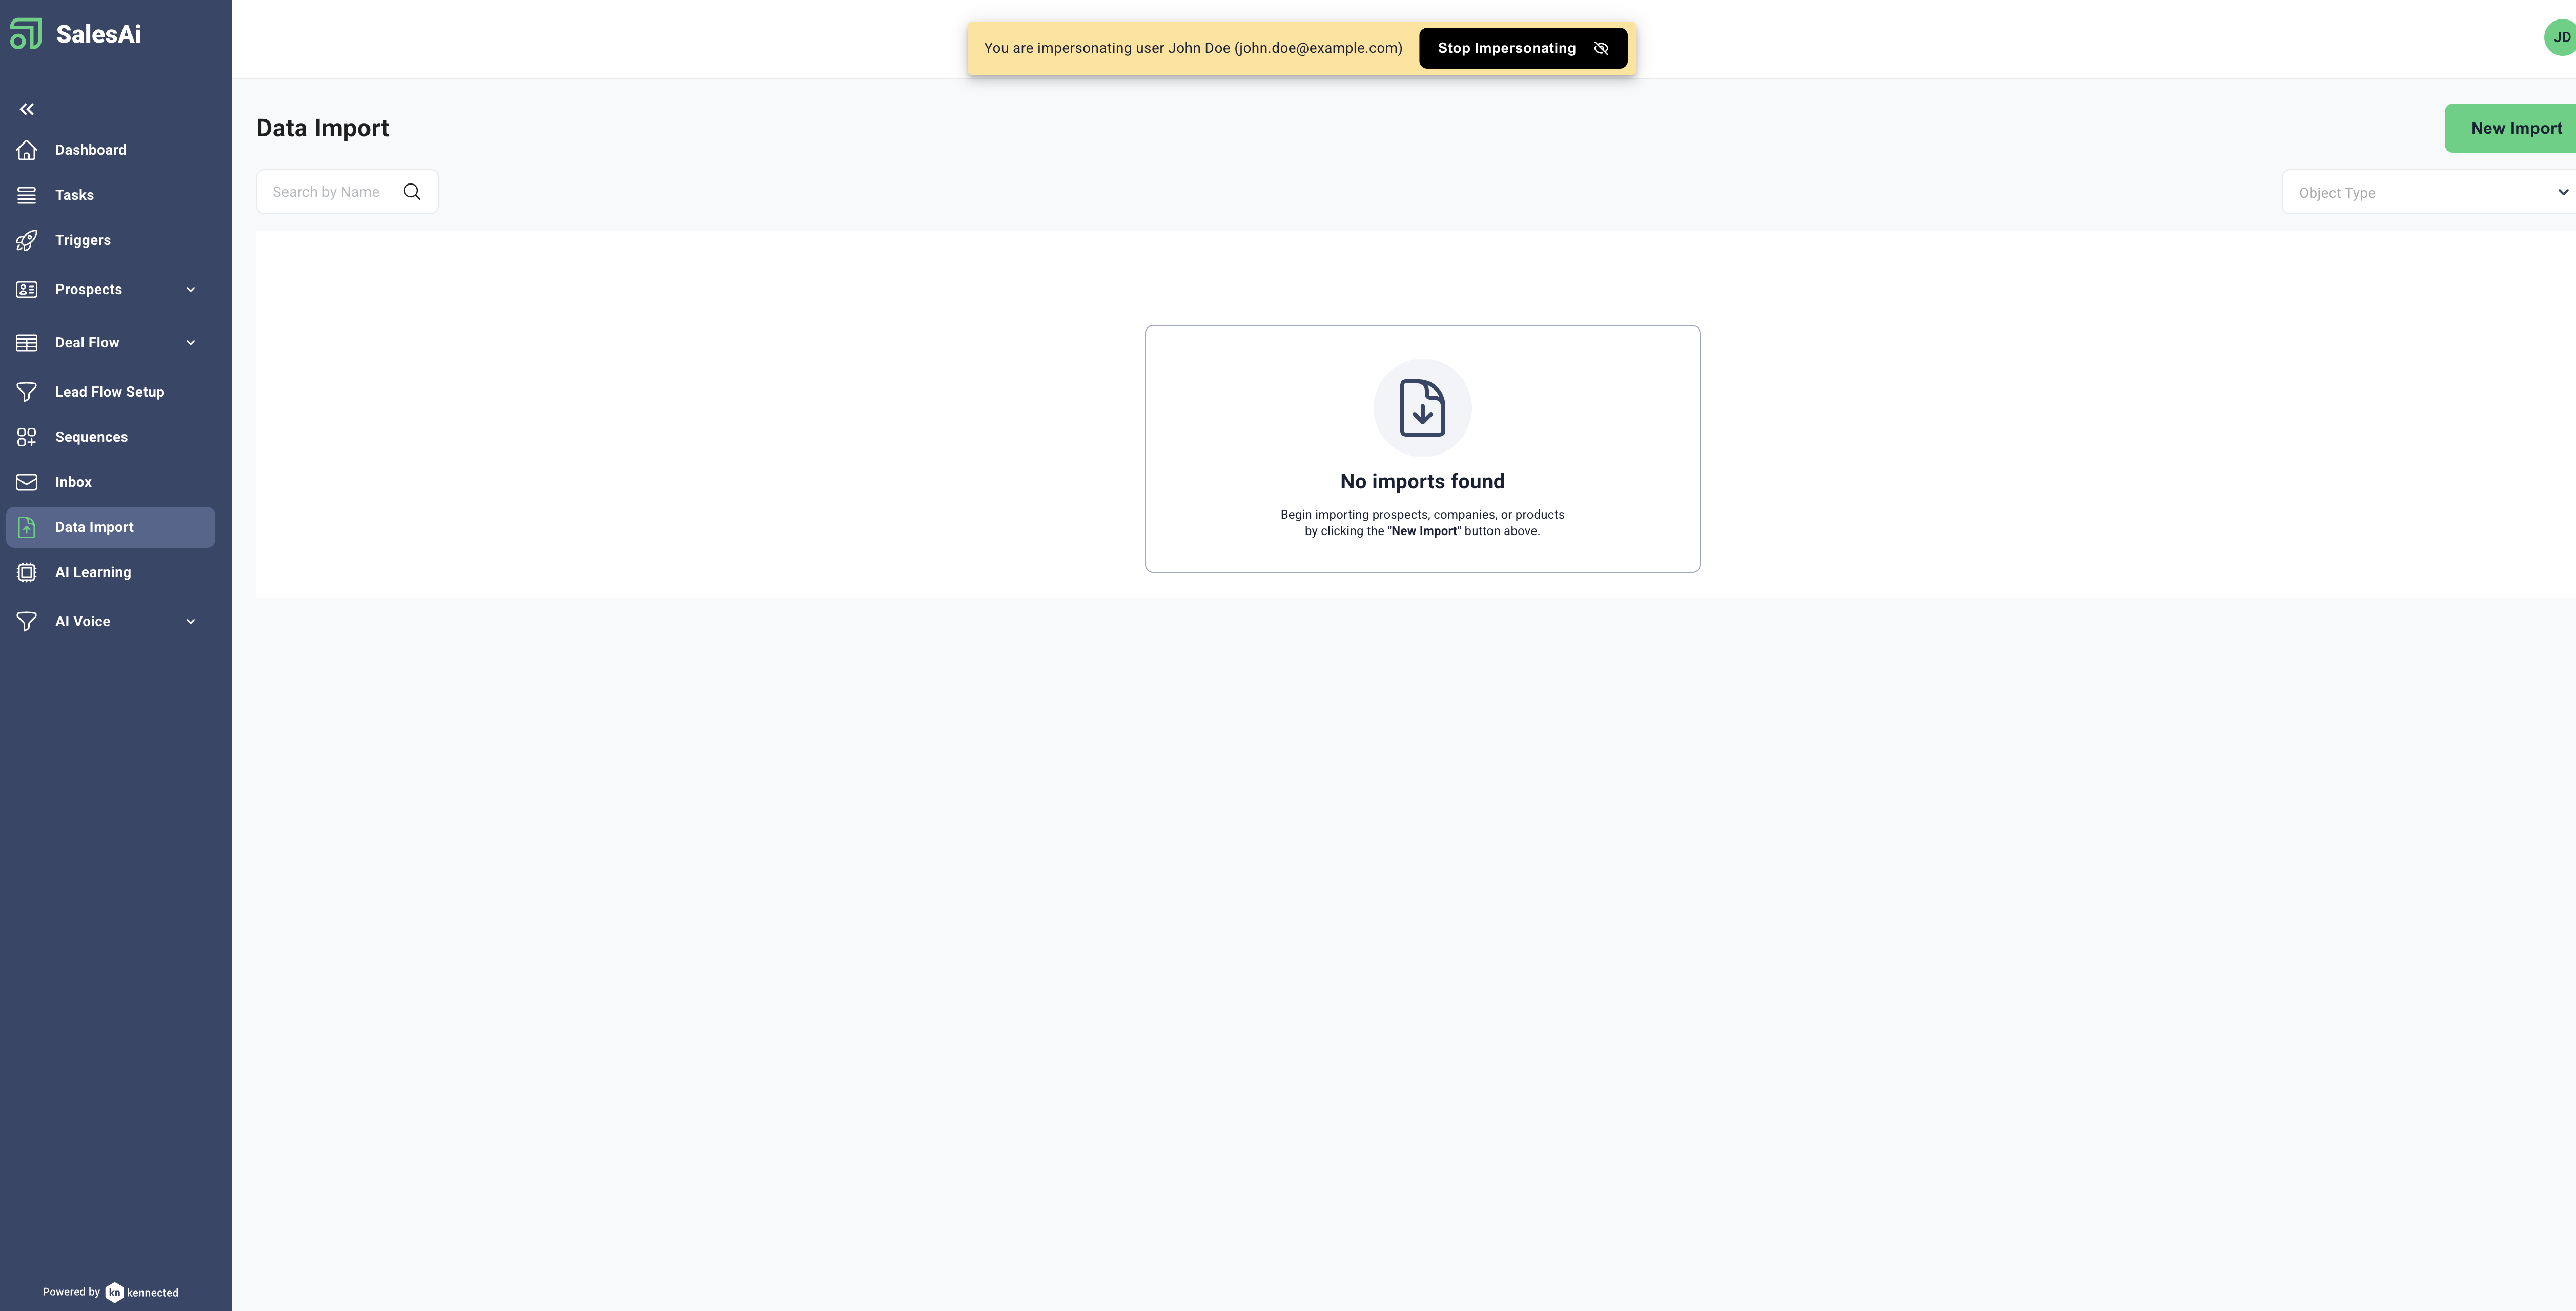 SalesAi
You are impersonating user John Doe (john.doe@example.com)
Stop Impersonating
JD
Dashboard
Tasks
Triggers
Prospects
Deal Flow
Lead Flow Setup
Sequences
Inbox
Data Import
AI Learning
AI Voice
Powered by kn kennected
Data Import
New Import
Search by Name
Object Type
No imports found
Begin importing prospects, companies, or products
by clicking the "New Import" button above.